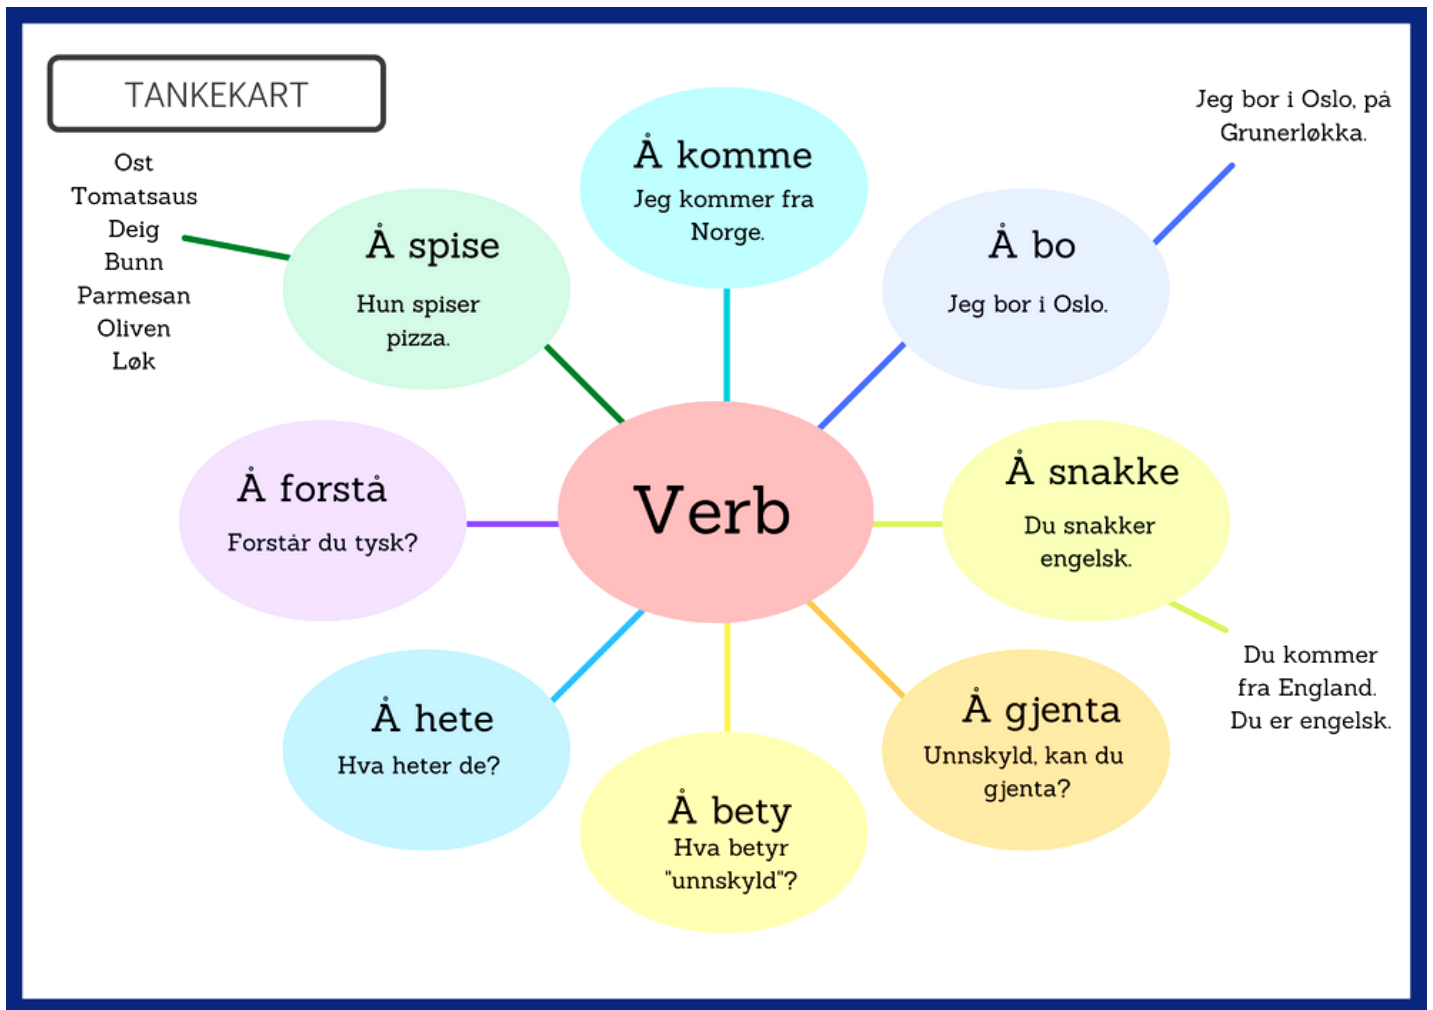 TANKEKART
Ost
Tomatsaus
Deig
Bunn
Parmesan
Oliven
Løk
Å spise
Hun spiser
pizza.
Å komme
Jeg kommer fra
Norge.
Å bo
Jeg bor i Oslo.
Jeg bor i Oslo, på
Grunerløkka.
Å forstå
Forstår du tysk?
Verb
Å snakke
Du snakker
engelsk.
Du kommer
fra England.
Du er engelsk.
Å hete
Hva heter de?
Å bety
Hva betyr
"unnskyld"?
Å gjenta
Unnskyld, kan du
gjenta?